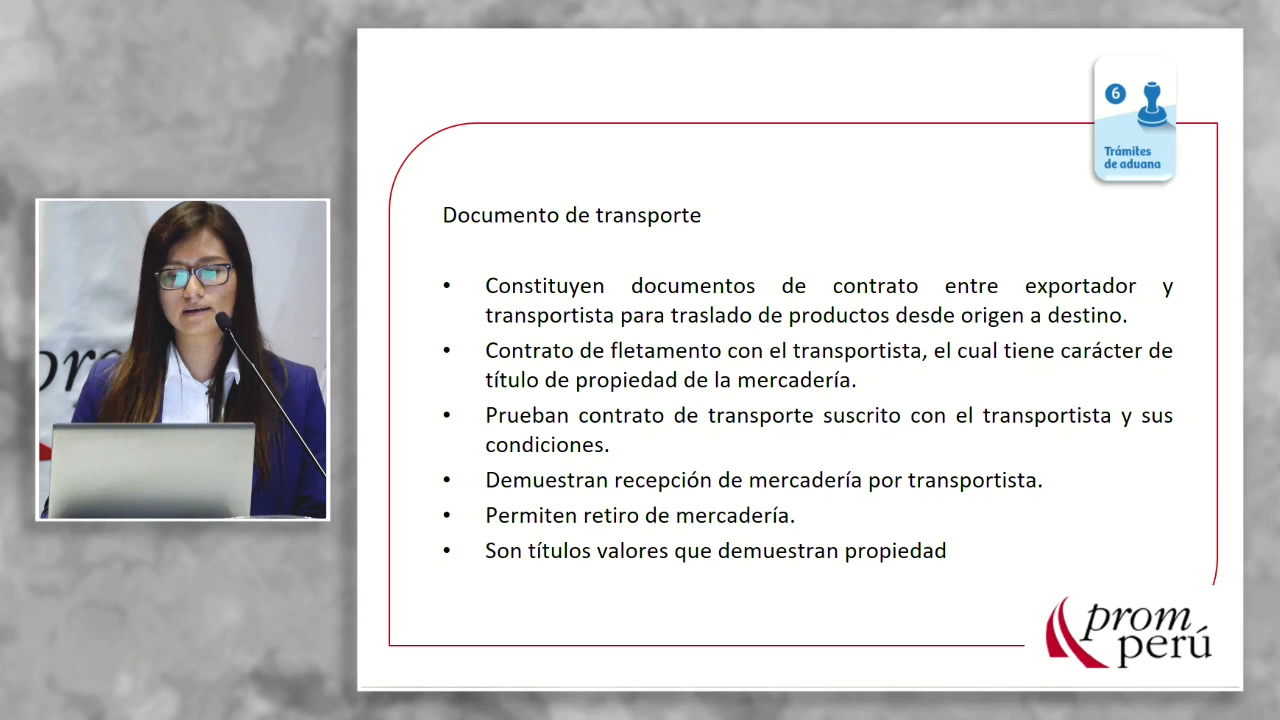 6
Trámites
de aduana
Documento de transporte
• Constituyen documentos de contrato entre exportador y
transportista para traslado de productos desde origen a destino.
• Contrato de fletamento con el transportista, el cual tiene carácter de
título de propiedad de la mercadería.
• Prueban contrato de transporte suscrito con el transportista y sus
condiciones.
• Demuestran recepción de mercadería por transportista.
• Permiten retiro de mercadería.
• Son títulos valores que demuestran propiedad
prom
perú